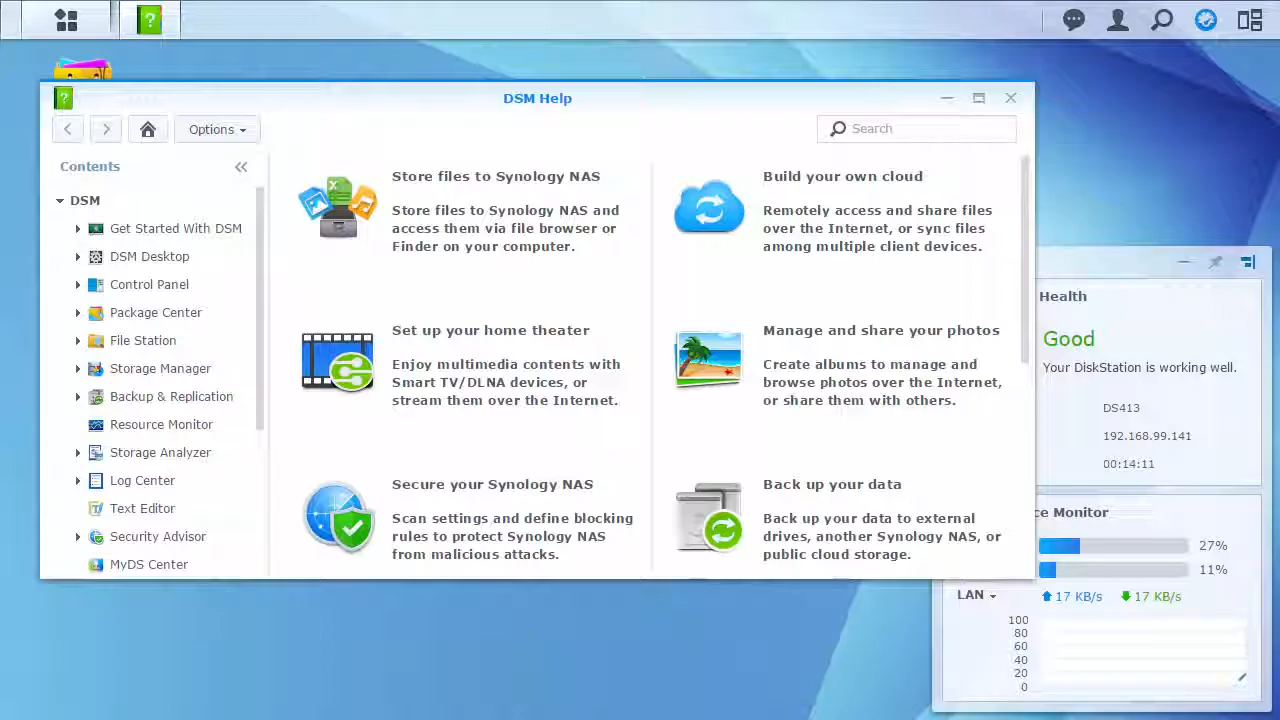 DSM Help
Options
Search
Contents
DSM
Get Started With DSM
DSM Desktop
Control Panel
Package Center
File Station
Storage Manager
Backup & Replication
Resource Monitor
Storage Analyzer
Log Center
Text Editor
Security Advisor
MyDS Center
Store files to Synology NAS
Store files to Synology NAS and
access them via file browser or
Finder on your computer.
Build your own cloud
Remotely access and share files
over the Internet, or sync files
among multiple client devices.
Set up your home theater
Enjoy multimedia contents with
Smart TV/DLNA devices, or
stream them over the Internet.
Manage and share your photos
Create albums to manage and
browse photos over the Internet,
or share them with others.
Secure your Synology NAS
Scan settings and define blocking
rules to protect Synology NAS
from malicious attacks.
Back up your data
Back up your data to external
drives, another Synology NAS, or
public cloud storage.
Health
Good
Your DiskStation is working well.
DS413
192.168.99.141
00:14:11
ce Monitor
27%
11%
LAN 17 KB/s 17 KB/s
100
80
60
40
20
0